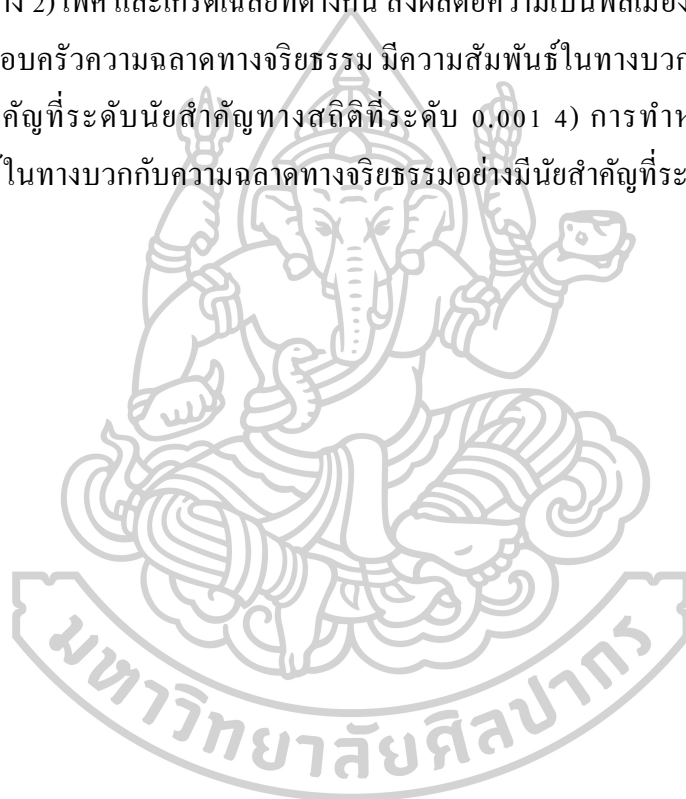 2) เพศ และเกรดเฉลี่ยที่ต่างกัน ส่งผลต่อความเป็นพลเมือง
อบครัวความฉลาดทางจริยธรรม มีความสัมพันธ์ในทางบวก
คัญที่ระดับนัยสำคัญทางสถิติที่ระดับ 0.001 4) การทำห
ในทางบวกกับความฉลาดทางจริยธรรมอย่างมีนัยสำคัญที่ระ
มหาวิทยาลัยศิลปากร